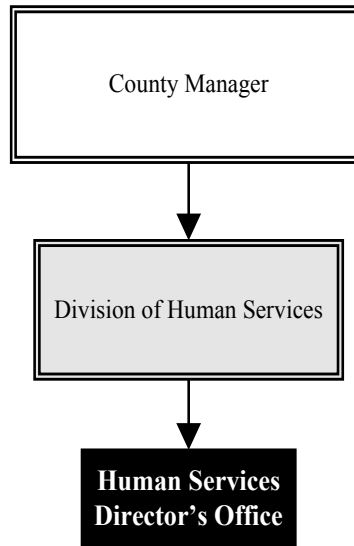 County Manager
Division of Human Services
Human Services
Director’s Office